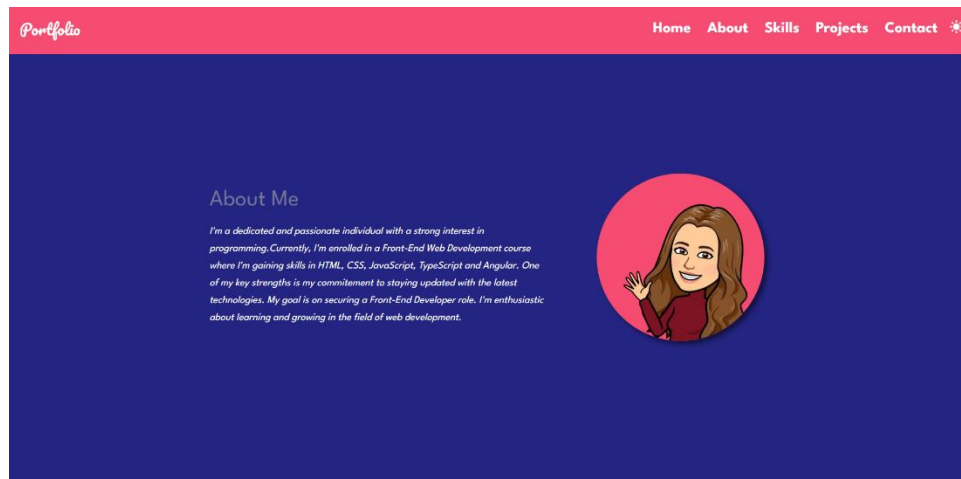 Portfolio
Home About Skills Projects Contact
About Me
I'm a dedicated and passionate individual with a strong interest in
programming.Currently, I'm enrolled in a Front-End Web Development course
where I'm gaining skills in HTML, CSS, JavaScript, TypeScript and Angular. One
of my key strengths is my commitement to staying updated with the latest
technologies. My goal is on securing a Front-End Developer role. I'm enthusiastic
about learning and growing in the field of web development.